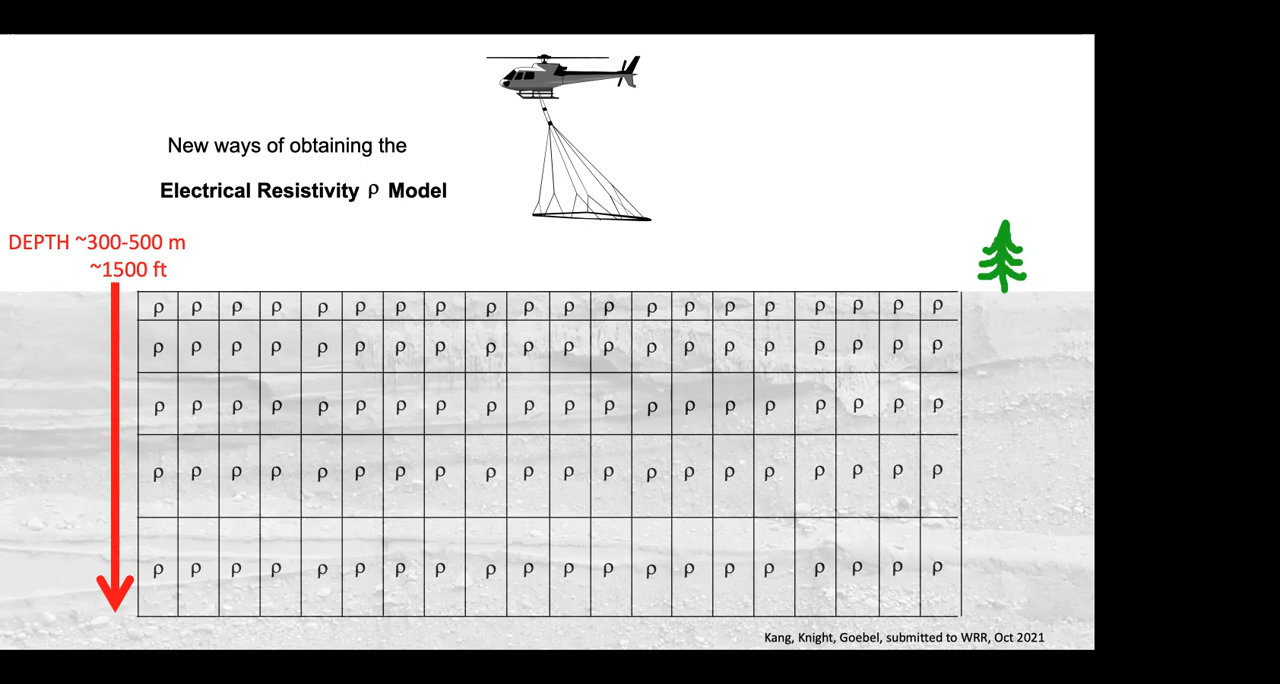 New ways of obtaining the
Electrical Resistivity ρ Model
DEPTH ~300-500 m
~1500 ft
ρ ρ ρ ρ ρ ρ ρ ρ ρ ρ ρ ρ ρ ρ ρ ρ ρ ρ ρ ρ
ρ ρ ρ ρ ρ ρ ρ ρ ρ ρ ρ ρ ρ ρ ρ ρ ρ ρ ρ ρ
ρ ρ ρ ρ ρ ρ ρ ρ ρ ρ ρ ρ ρ ρ ρ ρ ρ ρ ρ ρ
ρ ρ ρ ρ ρ ρ ρ ρ ρ ρ ρ ρ ρ ρ ρ ρ ρ ρ ρ ρ
ρ ρ ρ ρ ρ ρ ρ ρ ρ ρ ρ ρ ρ ρ ρ ρ ρ ρ ρ ρ
Kang, Knight, Goebel, submitted to WRR, Oct 2021